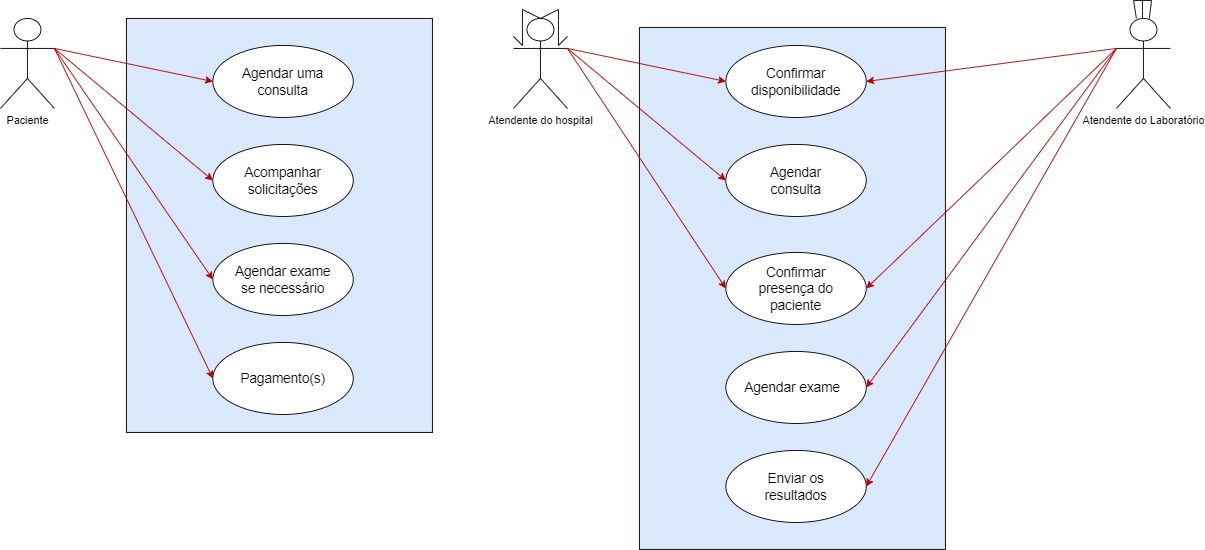 Paciente
Agendar uma
consulta
Acompanhar
solicitações
Agendar exame
se necessário
Pagamento(s)
Atendente do hospital
Confirmar
disponibilidade
Agendar
consulta
Confirmar
presença do
paciente
Agendar exame
Enviar os
resultados
Atendente do Laboratório